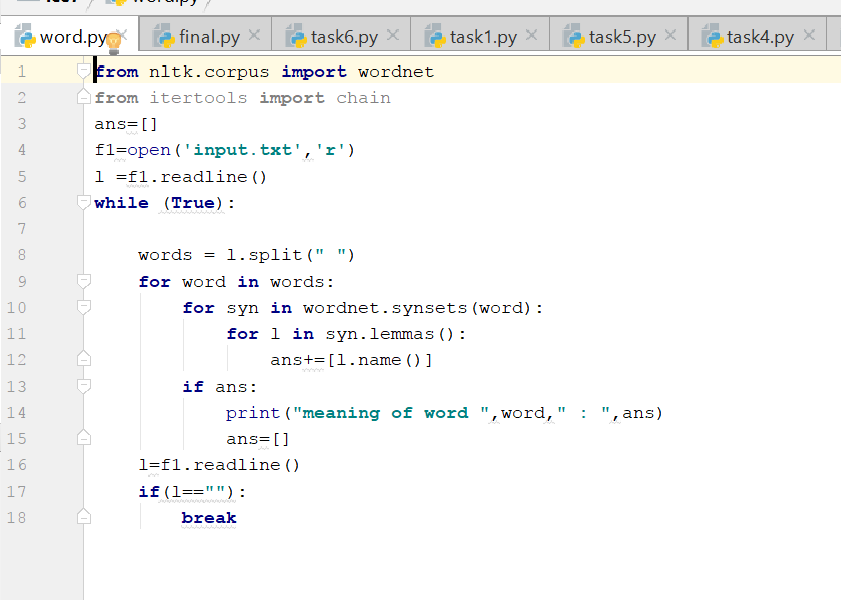 word.py final.py task6.py task1.py task5.py task4.py
1 from nltk.corpus import wordnet
2 from itertools import chain
3 ans=[]
4 f1=open('input.txt','r')
5 l =f1.readline()
6 while (True):
7
8     words = l.split(" ")
9     for word in words:
10         for syn in wordnet.synsets(word):
11             for l in syn.lemmas():
12                 ans+=[l.name()]
13         if ans:
14             print("meaning of word ",word," : ",ans)
15             ans=[]
16     l=f1.readline()
17     if(l==""):
18         break